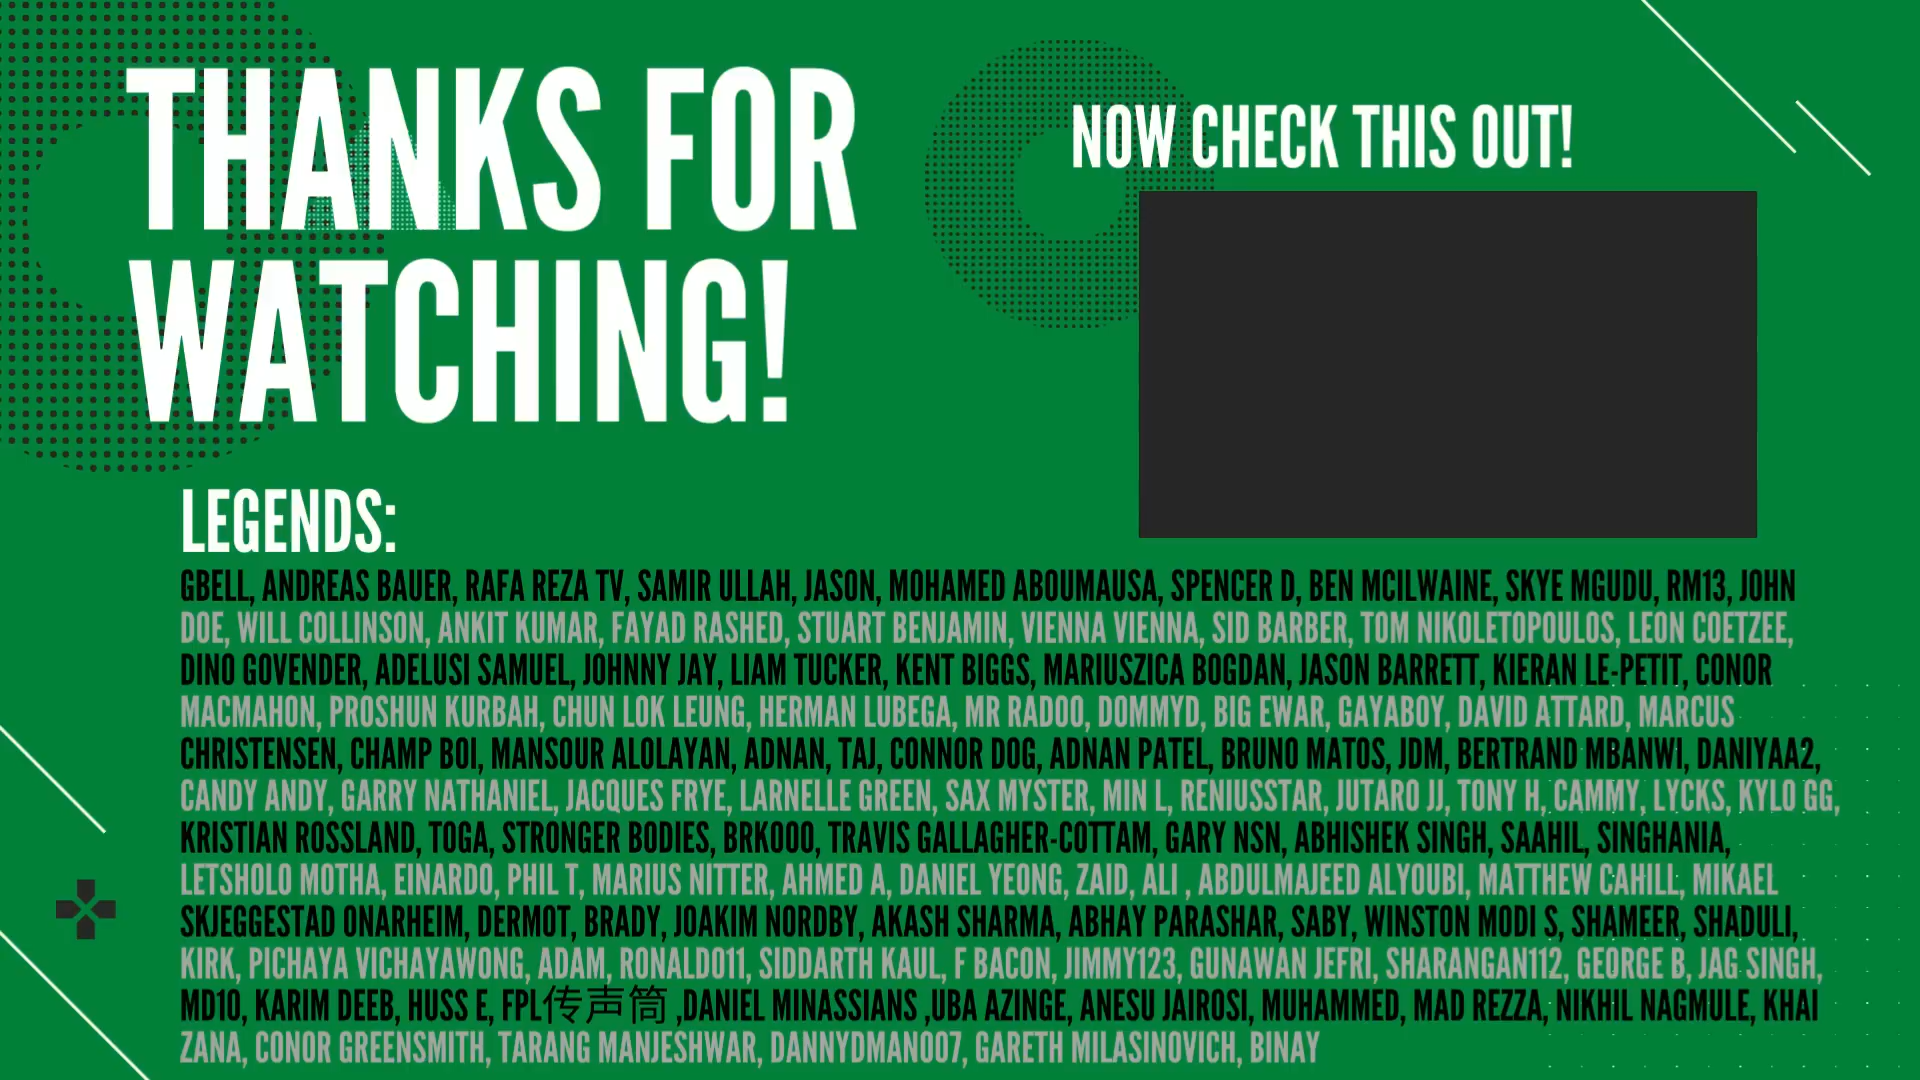 THANKS FOR
WATCHING!
NOW CHECK THIS OUT!
LEGENDS:
GBELL, ANDREAS BAUER, RAFA REZA TV, SAMIR ULLAH, JASON, MOHAMED ABOUMAUSA, SPENCER D, BEN MCILWAINE, SKYE MGUDU, RM13, JOHN
DOE, WILL COLLINSON, ANKIT KUMAR, FAYAD RASHED, STUART BENJAMIN, VIENNA VIENNA, SID BARBER, TOM NIKOLETOPOULOS, LEON COETZEE,
DINO GOVENDER, ADELUSI SAMUEL, JOHNNY JAY, LIAM TUCKER, KENT BIGGS, MARIUSZICA BOGDAN, JASON BARRETT, KIERAN LE-PETIT, CONOR
MACMAHON, PROSHUN KURBAH, CHUN LOK LEUNG, HERMAN LUBEGA, MR RADOO, DOMMYD, BIG EWAR, GAYABOY, DAVID ATTARD, MARCUS
CHRISTENSEN, CHAMP BOI, MANSOUR ALOLAYAN, ADNAN, TAJ, CONNOR DOG, ADNAN PATEL, BRUNO MATOS, JDM, BERTRAND MBANWI, DANIYAA2,
CANDY ANDY, GARRY NATHANIEL, JACQUES FRYE, LARNELLE GREEN, SAX MYSTER, MIN L, RENIUSSTAR, JUTARO JJ, TONY H, CAMMY, LYCKS, KYLO GG,
KRISTIAN ROSSLAND, TOGA, STRONGER BODIES, BRK000, TRAVIS GALLAGHER-COTTAM, GARY NSN, ABHISHEK SINGH, SAAHIL, SINGHANIA,
LETSHOLO MOTHA, EINARDO, PHIL T, MARIUS NITTER, AHMED A, DANIEL YEONG, ZAID, ALI , ABDULMAJEED ALYOUBI, MATTHEW CAHILL, MIKAEL
SKJEGGESTAD ONARHEIM, DERMOT, BRADY, JOAKIM NORDBY, AKASH SHARMA, ABHAY PARASHAR, SABY, WINSTON MODI S, SHAMEER, SHADULI,
KIRK, PICHAYA VICHAYAWONG, ADAM, RONALDO11, SIDDARTH KAUL, F BACON, JIMMY123, GUNAWAN JEFRI, SHARANGAN112, GEORGE B, JAG SINGH,
MD10, KARIM DEEB, HUSS E, FPL传声筒 ,DANIEL MINASSIANS ,UBA AZINGE, ANESU JAIROSI, MUHAMMED, MAD REZZA, NIKHIL NAGMULE, KHAI
ZANA, CONOR GREENSMITH, TARANG MANJESHWAR, DANNYDMAN007, GARETH MILASINOVICH, BINAY